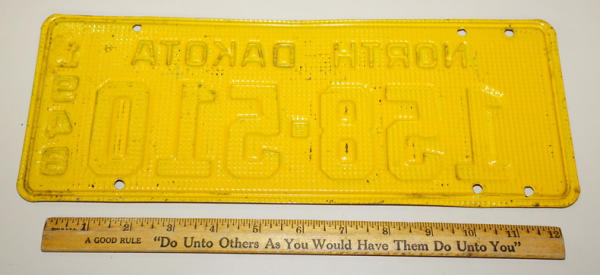 NORTH DAKOTA
1948
158-510
1 2 3 4 5 6 7 8 9 10 11 12
A GOOD RULE "Do Unto Others As You Would Have Them Do Unto You"